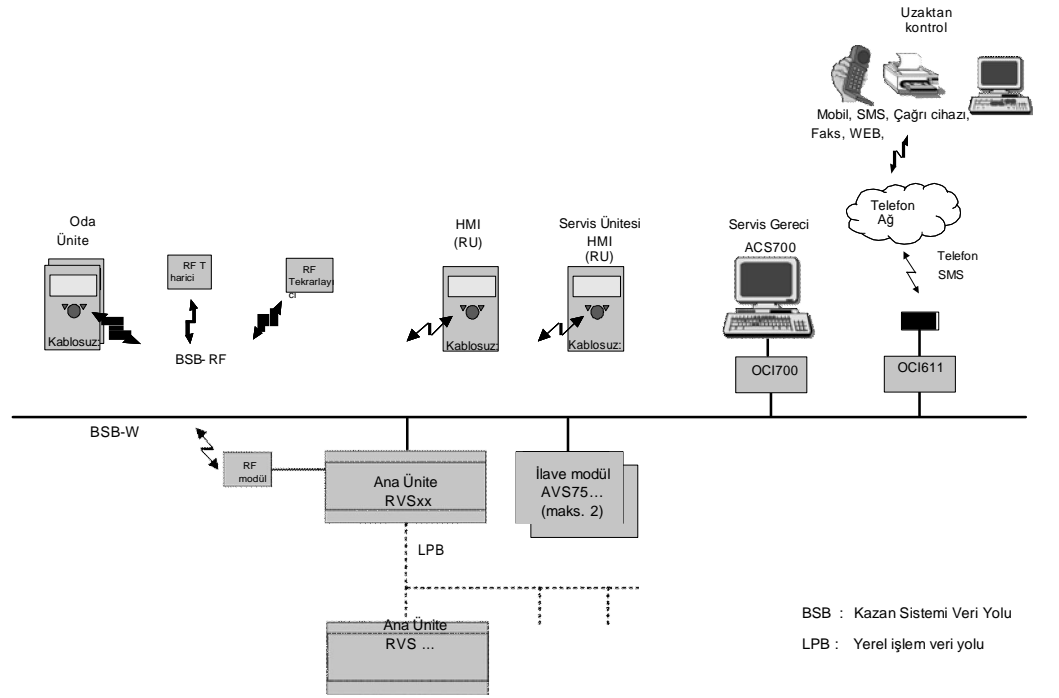 Uzaktan
kontrol
Mobil, SMS, Çağrı cihazı,
Faks, WEB,
Telefon
Ağ
Telefon
SMS
Oda
Ünite
Kablosuz:
RF T
harici
RF
Tekrarlayı
cı
BSB- RF
HMI
(RU)
Kablosuz:
Servis Ünitesi
HMI
(RU)
Kablosuz:
Servis Gereci
ACS700
OCI700
OCI611
BSB-W
RF
modül
Ana Ünite
RVSxx
İlave modül
AVS75...
(maks. 2)
LPB
Ana Ünite
RVS ...
BSB : Kazan Sistemi Veri Yolu
LPB : Yerel işlem veri yolu